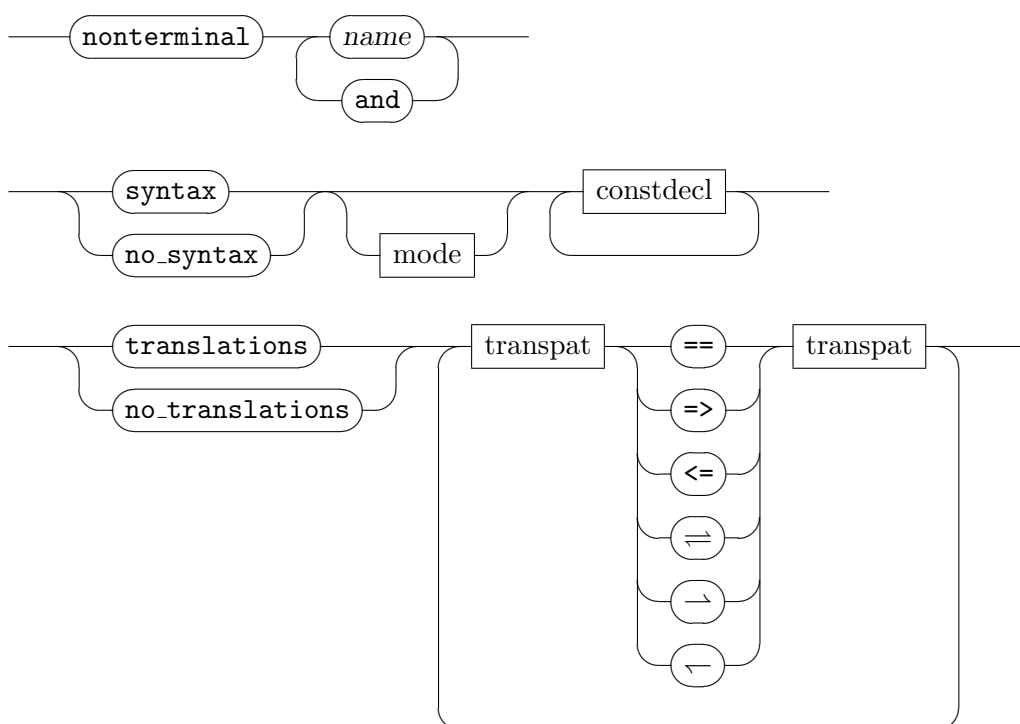 nonterminal name
and
syntax constdecl
no_syntax mode
translations transpat == transpat
no_translations =>
<=
⇌
⇀
↽